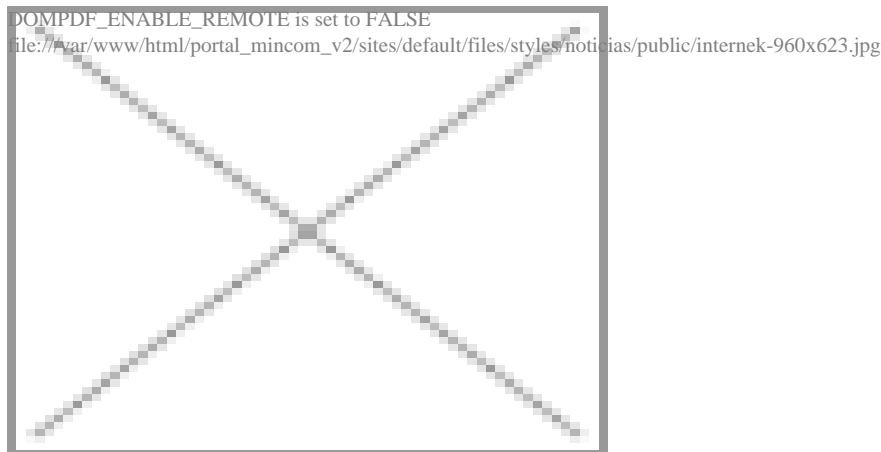 DOMPDF_ENABLE_REMOTE is set to FALSE
file:///var/www/html/portal_mincom_v2/sites/default/files/styles/noticias/public/internek-960x623.jpg